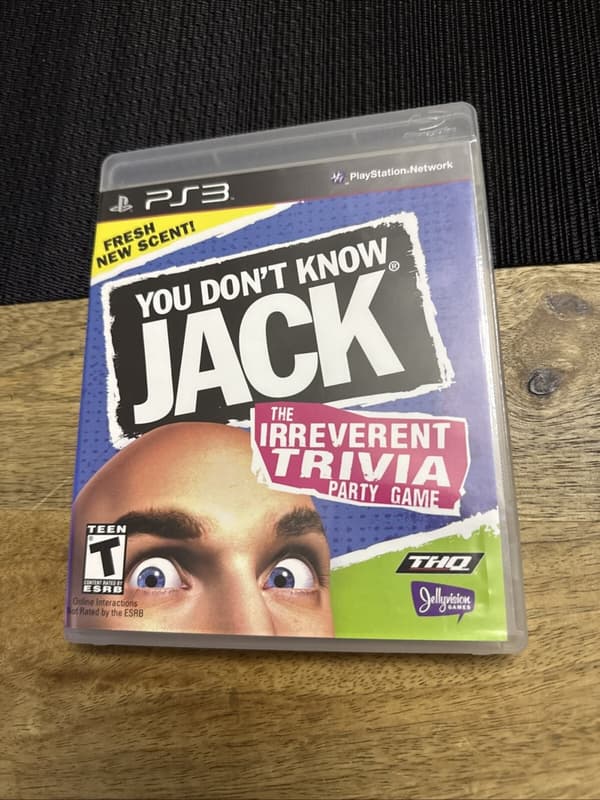 PS3
PlayStation®Network
FRESH
NEW SCENT!
YOU DON'T KNOW
JACK®
THE
IRREVERENT
TRIVIA
PARTY GAME
TEEN
T
CONTENT RATED BY
ESRB
Online Interactions
Not Rated by the ESRB
THQ
Jellyvision
GAMES